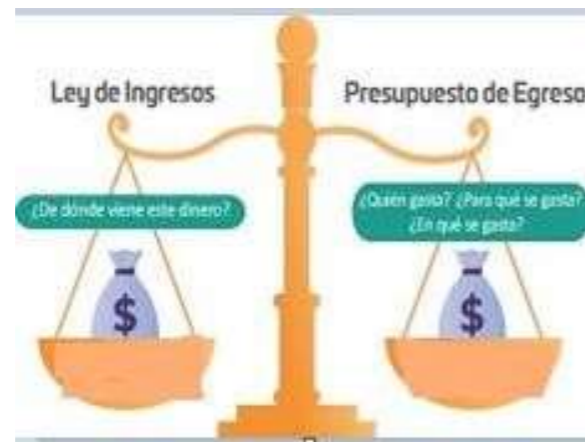 Ley de Ingresos
Presupuesto de Egreso
¿De dónde viene este dinero?
¿Quién gasta? ¿Para qué se gasta?
¿En qué se gasta?
$
$